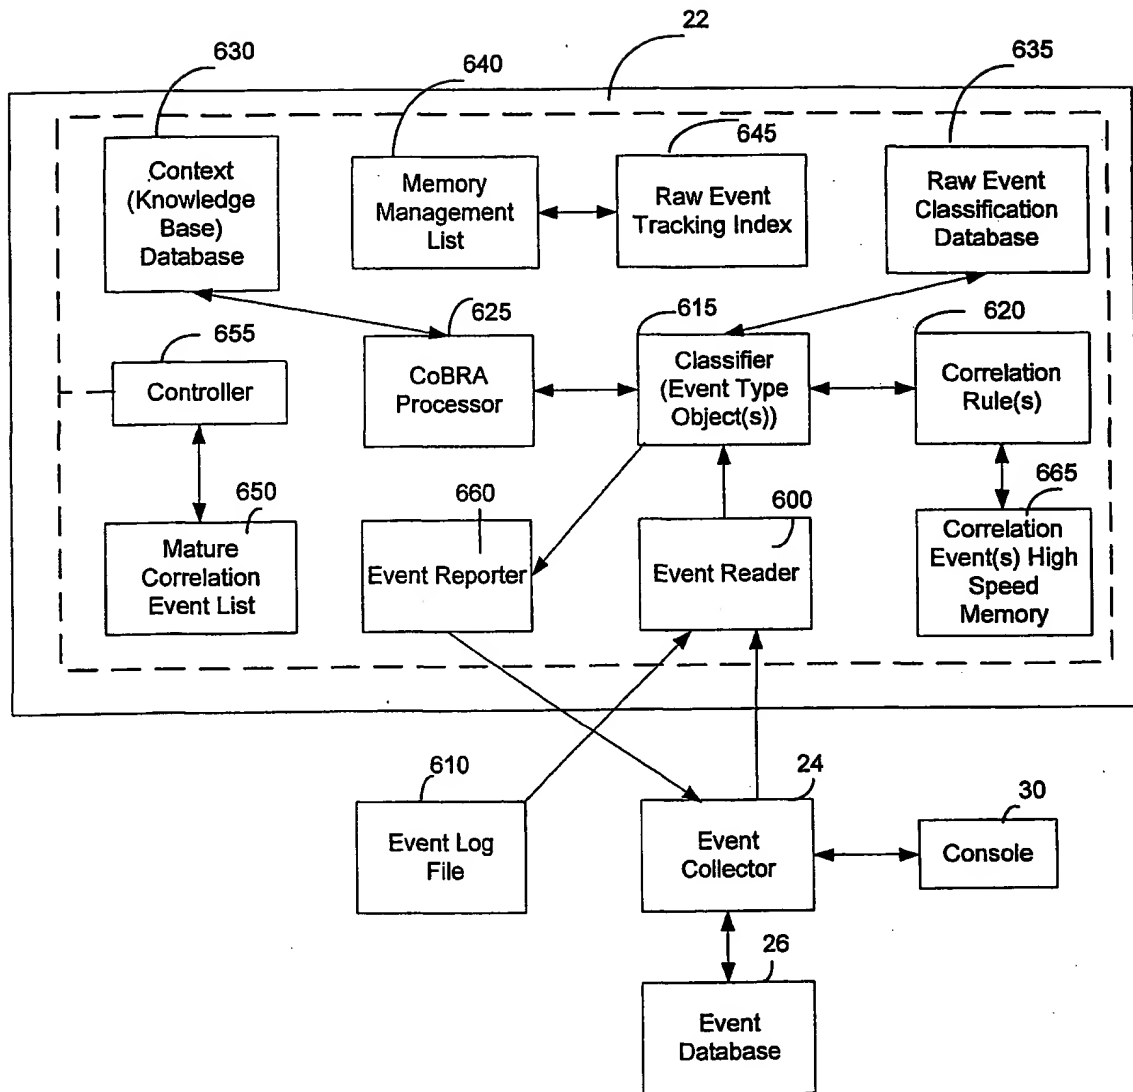 22
630
640
645
635
Context
(Knowledge
Base)
Database
Memory
Management
List
Raw Event
Tracking Index
Raw Event
Classification
Database
655
625
615
620
Controller
CoBRA
Processor
Classifier
(Event Type
Object(s))
Correlation
Rule(s)
650
660
600
665
Mature
Correlation
Event List
Event Reporter
Event Reader
Correlation
Event(s) High
Speed
Memory
610
24
30
Event Log
File
Event
Collector
Console
26
Event
Database